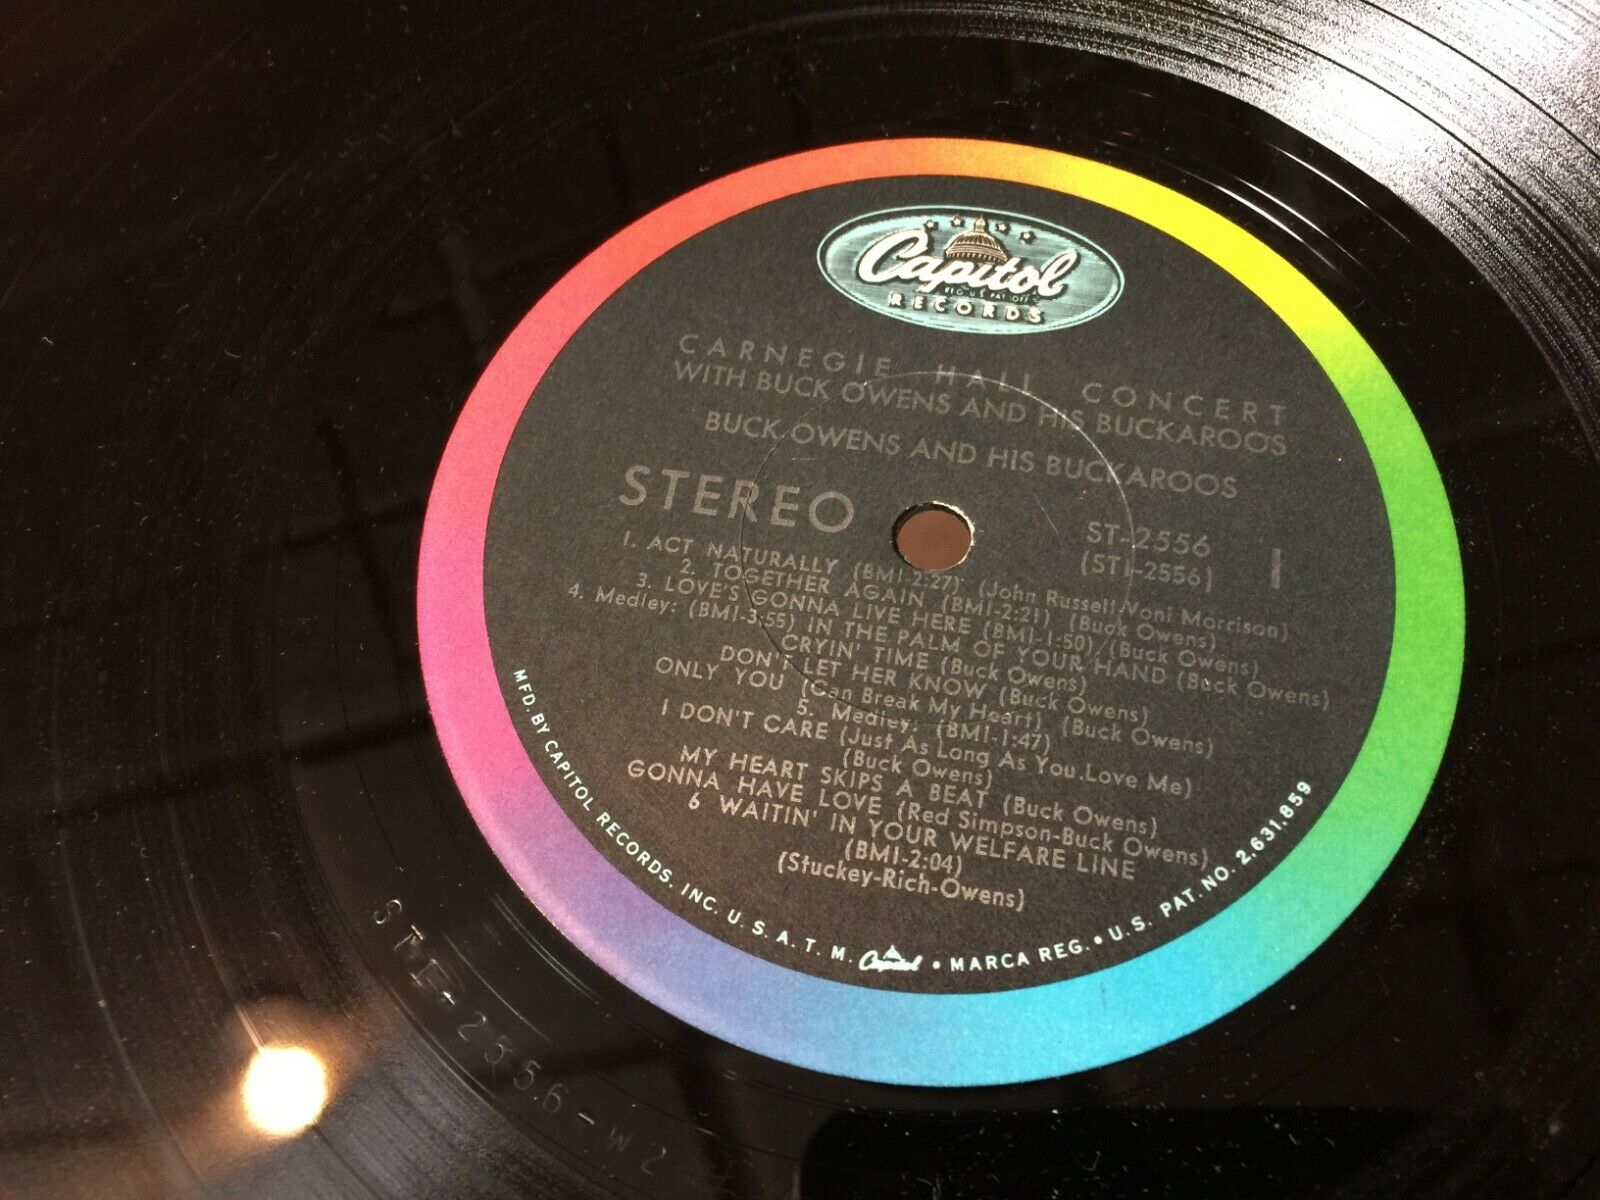 Capitol
REG. U.S. PAT. OFF.
RECORDS
CARNEGIE HALL CONCERT
WITH BUCK OWENS AND HIS BUCKAROOS
BUCK OWENS AND HIS BUCKAROOS
STEREO
ST-2556
(ST1-2556)
1
1. ACT NATURALLY (BMI-2:27) (John Russell-Voni Morrison)
2. TOGETHER AGAIN (BMI-2:21) (Buck Owens)
3. LOVE'S GONNA LIVE HERE (BMI-1:50) (Buck Owens)
4. Medley: (BMI-3:55) IN THE PALM OF YOUR HAND (Buck Owens)
CRYIN' TIME (Buck Owens)
DON'T LET HER KNOW (Buck Owens)
ONLY YOU (Can Break My Heart) (Buck Owens)
5. Medley: (BMI-1:47)
I DON'T CARE (Just As Long As You Love Me)
(Buck Owens)
MY HEART SKIPS A BEAT (Buck Owens)
GONNA HAVE LOVE (Red Simpson-Buck Owens)
6 WAITIN' IN YOUR WELFARE LINE
(BMI-2:04)
(Stuckey-Rich-Owens)
MFD. BY CAPITOL RECORDS, INC. U.S.A. T.M. Capitol • MARCA REG. • U.S. PAT. NO. 2,631,859
ST-1-2556-W2